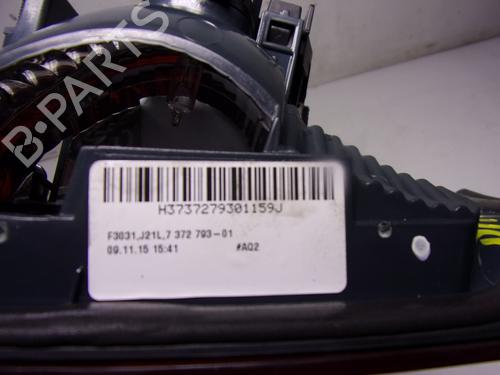 B-PARTS
H3737279301159J
F3031,J21L,7 372 793-01
09.11.15 15:41 #AQ2